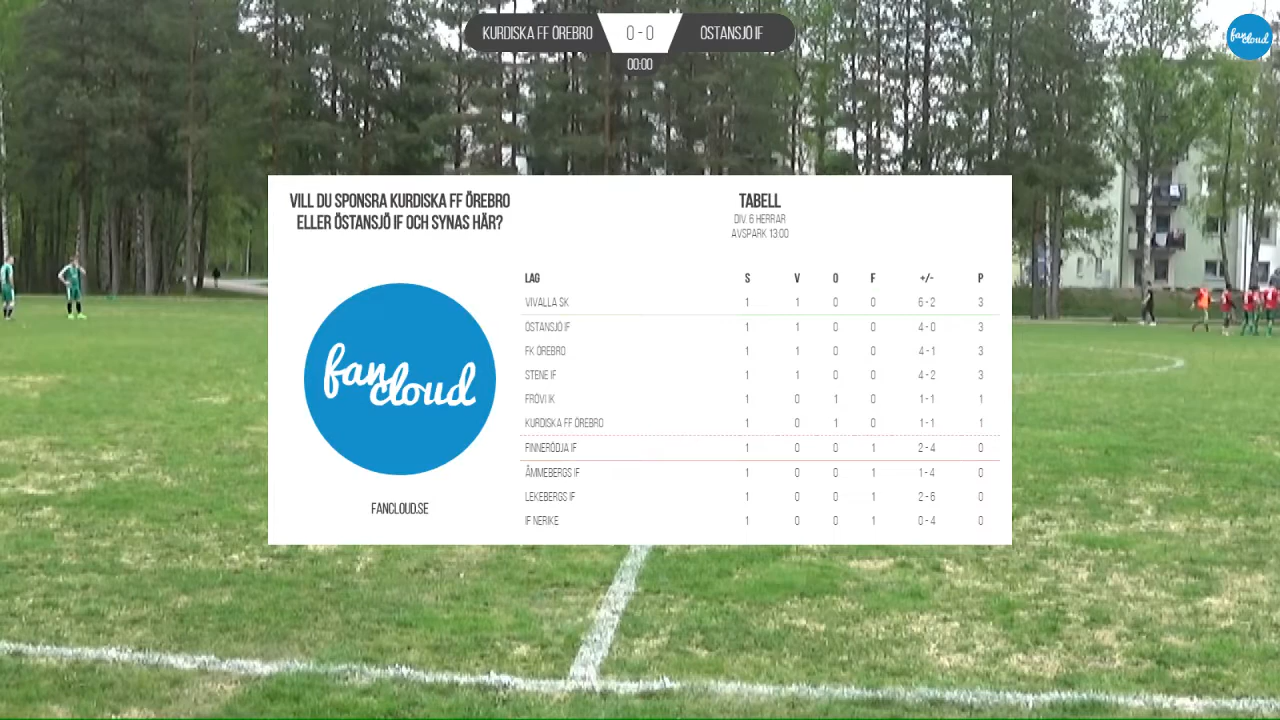 KURDISKA FF ÖREBRO 0 - 0 ÖSTANSJÖ IF
00:00
fan cloud
VILL DU SPONSRA KURDISKA FF ÖREBRO
ELLER ÖSTANSJÖ IF OCH SYNAS HÄR?
fan cloud
FANCLOUD.SE
TABELL
DIV. 6 HERRAR
AVSPARK 13:00
LAG S V O F +/- P
VIVALLA SK 1 1 0 0 6 - 2 3
ÖSTANSJÖ IF 1 1 0 0 4 - 0 3
FK ÖREBRO 1 1 0 0 4 - 1 3
STENE IF 1 1 0 0 4 - 2 3
FRÖVI IK 1 0 1 0 1 - 1 1
KURDISKA FF ÖREBRO 1 0 1 0 1 - 1 1
FINNERÖDJA IF 1 0 0 1 2 - 4 0
ÅMMEBERGS IF 1 0 0 1 1 - 4 0
LEKEBERGS IF 1 0 0 1 2 - 6 0
IF NERIKE 1 0 0 1 0 - 4 0